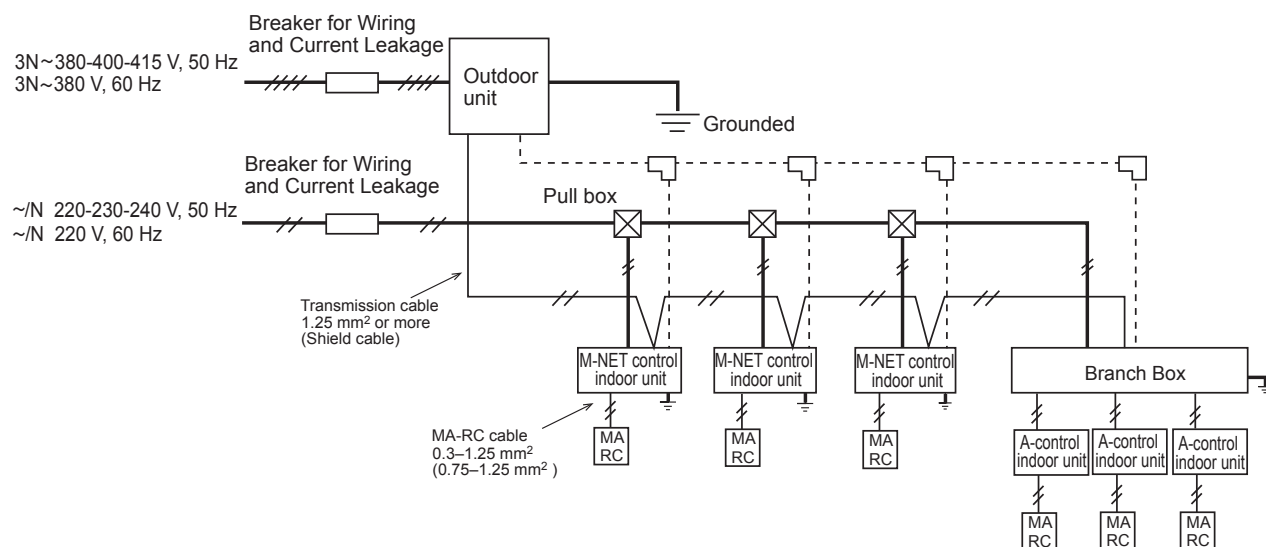 Breaker for Wiring
and Current Leakage
3N~380-400-415 V, 50 Hz
3N~380 V, 60 Hz
Outdoor
unit
Grounded
Breaker for Wiring
and Current Leakage
~/N 220-230-240 V, 50 Hz
~/N 220 V, 60 Hz
Pull box
Transmission cable
1.25 mm² or more
(Shield cable)
M-NET control
indoor unit
M-NET control
indoor unit
M-NET control
indoor unit
Branch Box
MA-RC cable
0.3–1.25 mm²
(0.75–1.25 mm² )
MA
RC
MA
RC
MA
RC
A-control
indoor unit
A-control
indoor unit
A-control
indoor unit
MA
RC
MA
RC
MA
RC